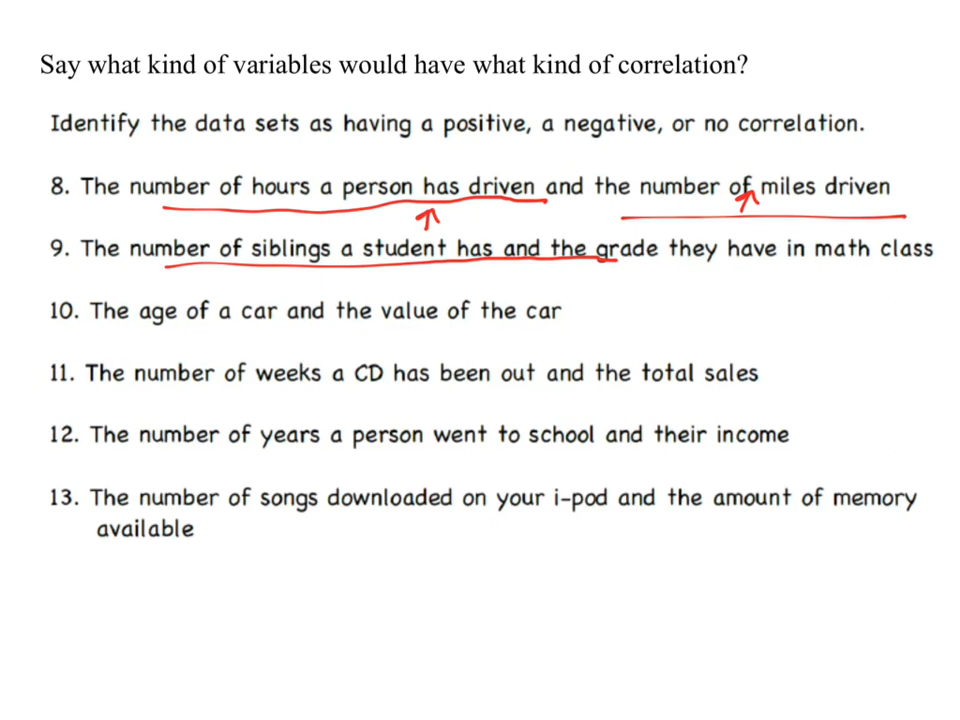 Say what kind of variables would have what kind of correlation?
Identify the data sets as having a positive, a negative, or no correlation.
8. The number of hours a person has driven and the number of miles driven
9. The number of siblings a student has and the grade they have in math class
10. The age of a car and the value of the car
11. The number of weeks a CD has been out and the total sales
12. The number of years a person went to school and their income
13. The number of songs downloaded on your i-pod and the amount of memory
available